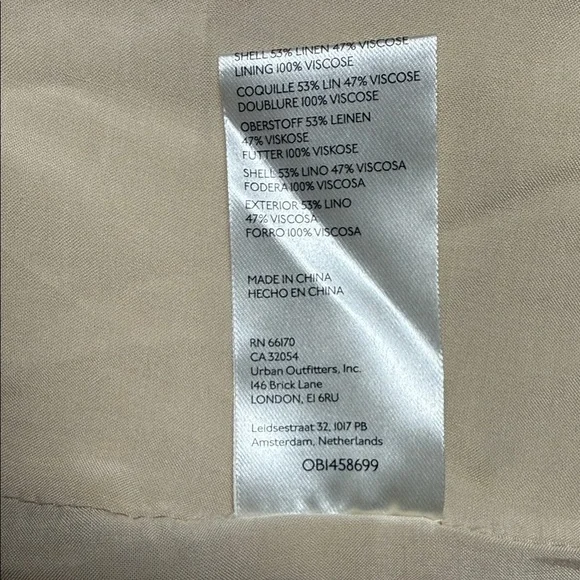 SHELL 53% LINEN 47% VISCOSE
LINING 100% VISCOSE
COQUILLE 53% LIN 47% VISCOSE
DOUBLURE 100% VISCOSE
OBERSTOFF 53% LEINEN
47% VISKOSE
FUTTER 100% VISKOSE
SHELL 53% LINO 47% VISCOSA
FODERA 100% VISCOSA
EXTERIOR 53% LINO
47% VISCOSA
FORRO 100% VISCOSA
MADE IN CHINA
HECHO EN CHINA
RN 66170
CA 32054
Urban Outfitters, Inc.
146 Brick Lane
LONDON, E1 6RU
Leidsestraat 32, 1017 PB
Amsterdam, Netherlands
OB1458699